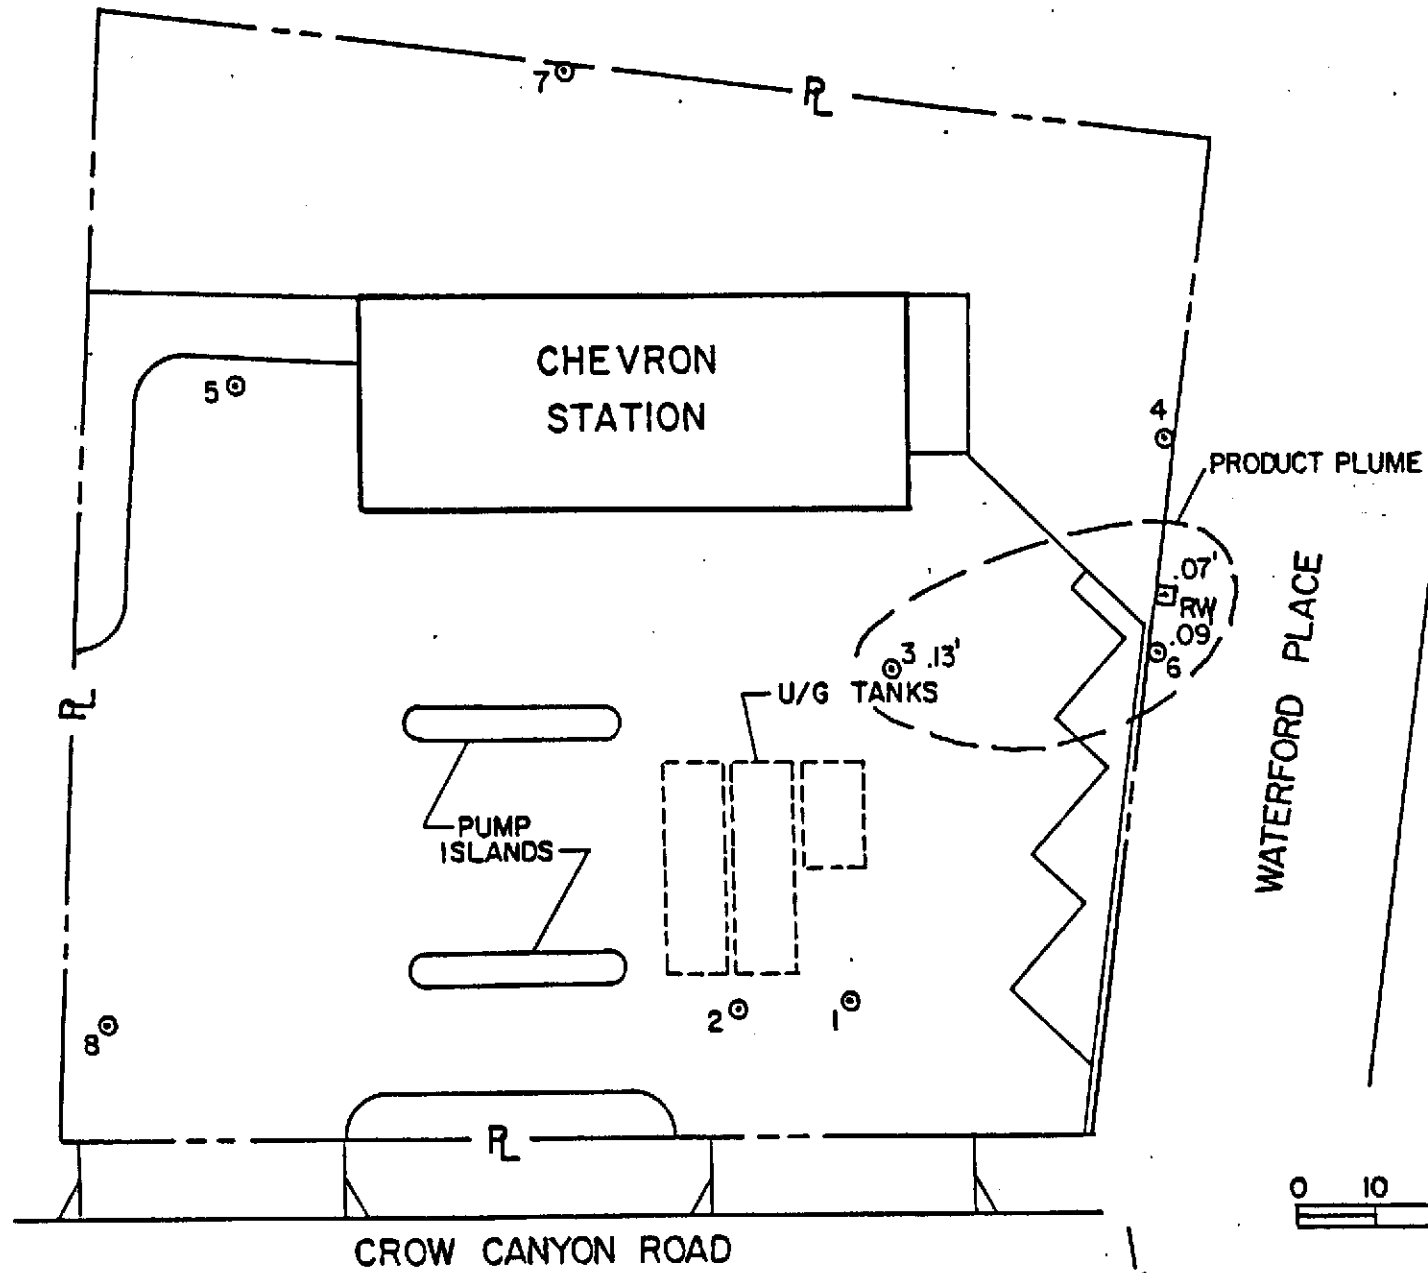 7
PL
CHEVRON
STATION
5
4
PRODUCT PLUME
.07'
RW
.09'
6
3 .13'
U/G TANKS
WATERFORD PLACE
PL
PUMP
ISLANDS
2
1
8
PL
0 10
CROW CANYON ROAD